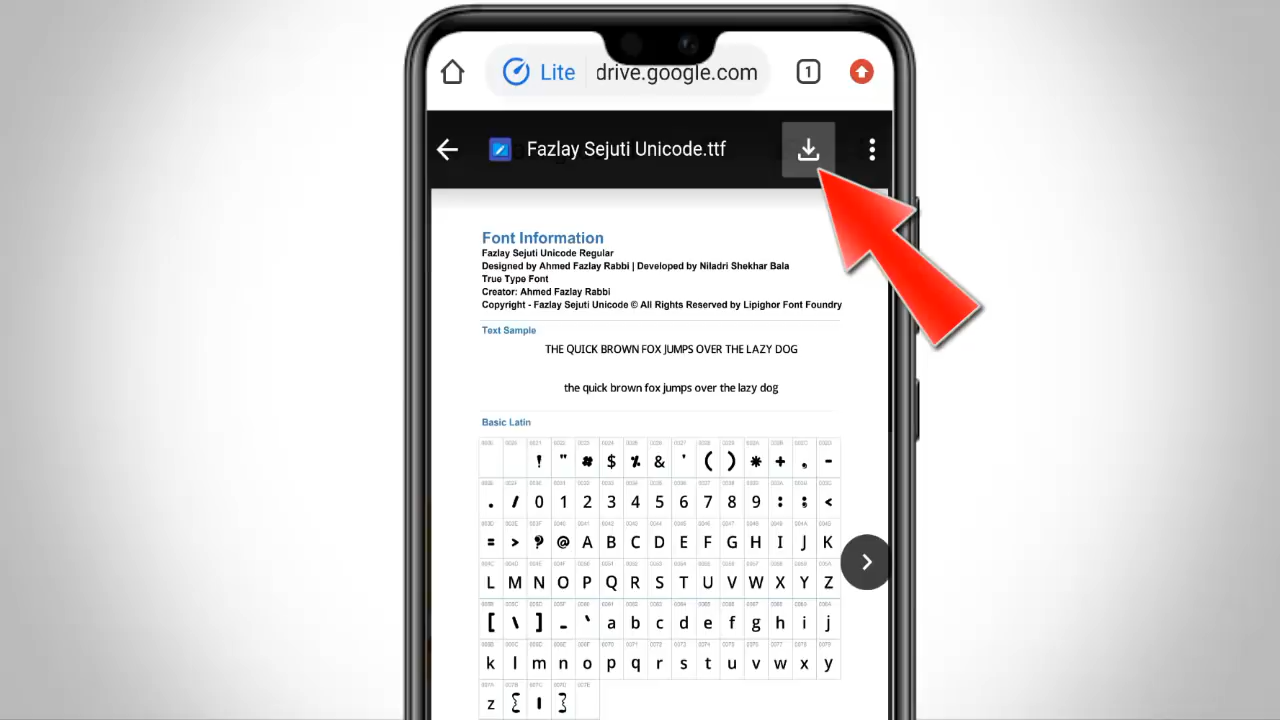 Lite drive.google.com 1
Fazlay Sejuti Unicode.ttf
Font Information
Fazlay Sejuti Unicode Regular
Designed by Ahmed Fazlay Rabbi | Developed by Niladri Shekhar Bala
True Type Font
Creator: Ahmed Fazlay Rabbi
Copyright - Fazlay Sejuti Unicode © All Rights Reserved by Lipighor Font Foundry
Text Sample
THE QUICK BROWN FOX JUMPS OVER THE LAZY DOG
the quick brown fox jumps over the lazy dog
Basic Latin
! " # $ % & ' ( ) * + , -
. / 0 1 2 3 4 5 6 7 8 9 : ; <
= > ? @ A B C D E F G H I J K
L M N O P Q R S T U V W X Y Z
[ \ ] _ ` a b c d e f g h i j
k l m n o p q r s t u v w x y
z { | }